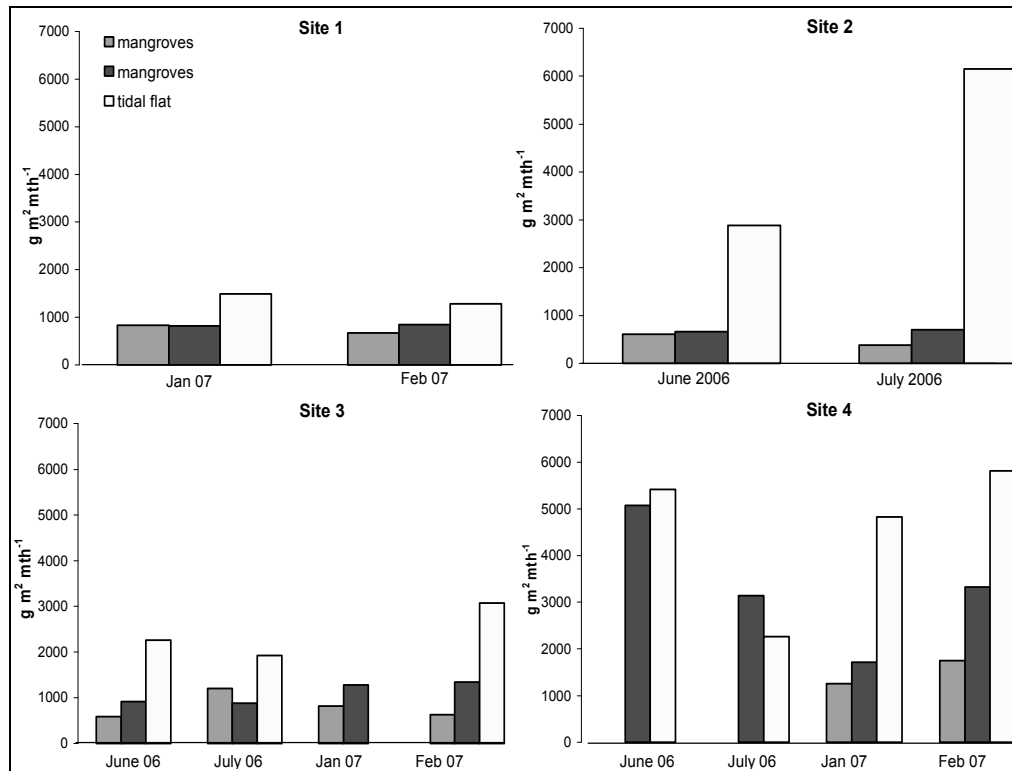 Site 1
7000
6000
5000
4000
3000
2000
1000
0
g m² mth⁻¹
mangroves
mangroves
tidal flat
Jan 07
Feb 07
Site 2
7000
6000
5000
4000
3000
2000
1000
0
g m² mth⁻¹
June 2006
July 2006
Site 3
7000
6000
5000
4000
3000
2000
1000
0
g m² mth⁻¹
June 06
July 06
Jan 07
Feb 07
Site 4
7000
6000
5000
4000
3000
2000
1000
0
g m² mth⁻¹
June 06
July 06
Jan 07
Feb 07